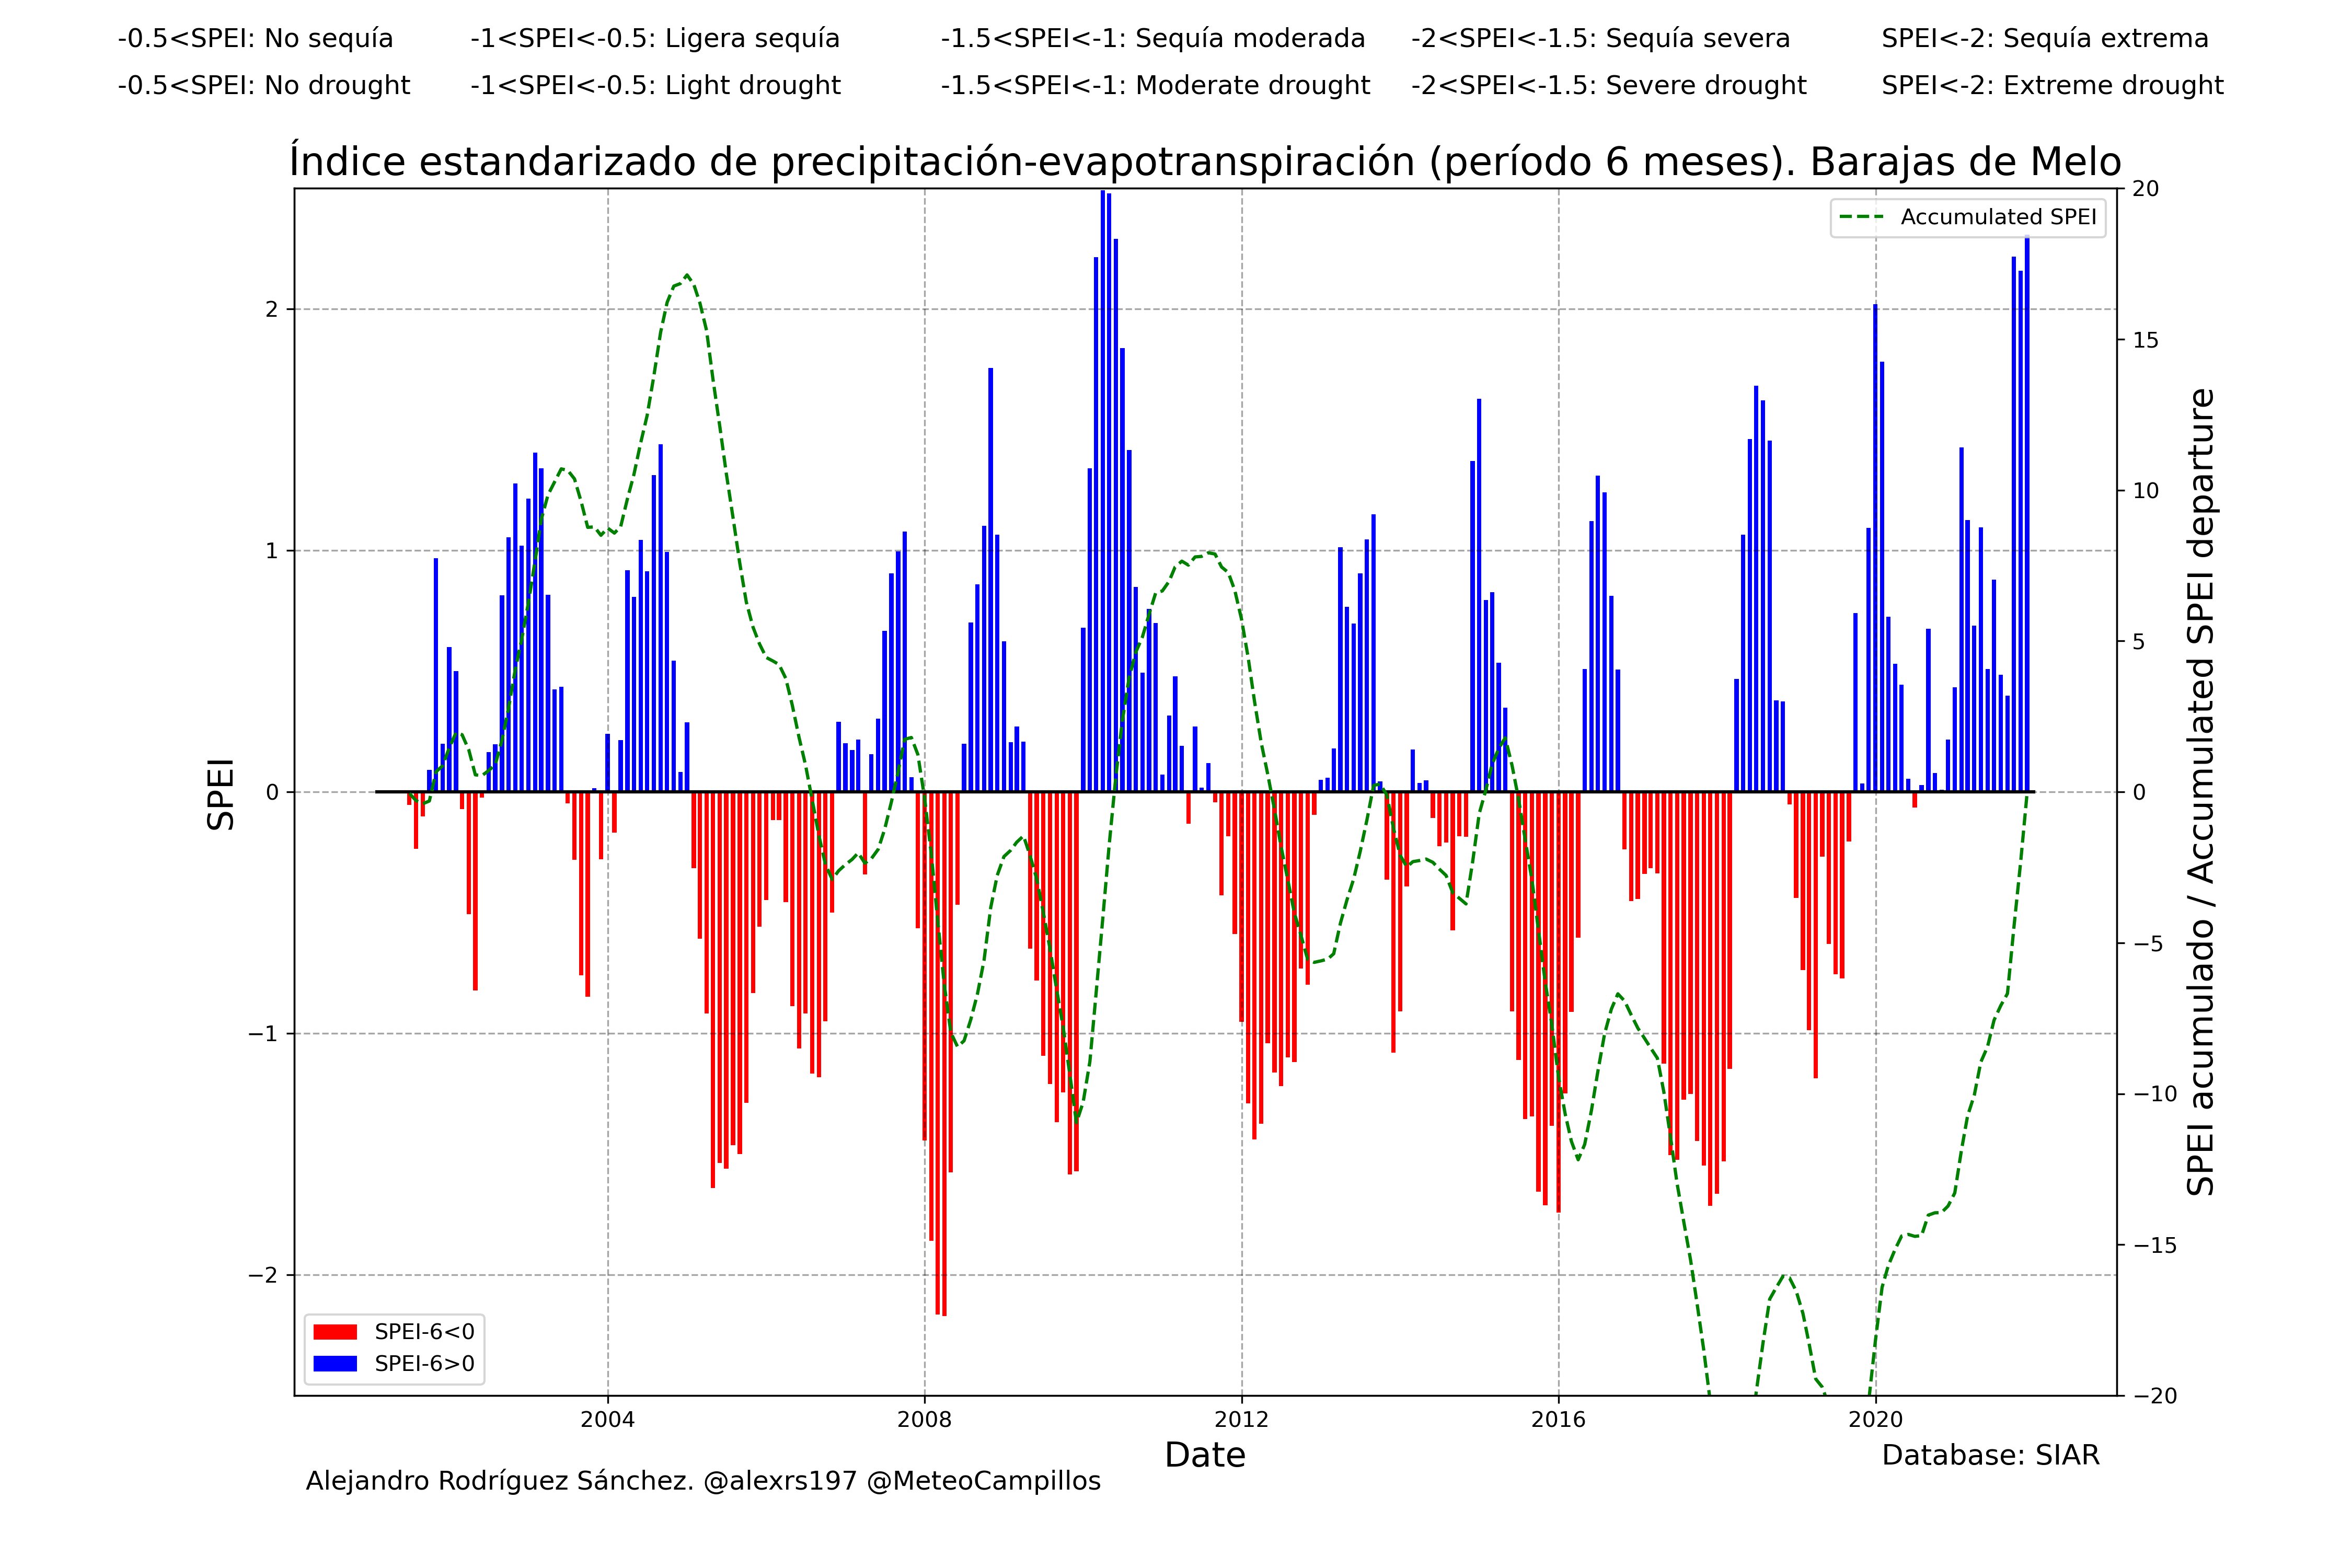 -0.5<SPEI: No sequía -1<SPEI<-0.5: Ligera sequía -1.5<SPEI<-1: Sequía moderada -2<SPEI<-1.5: Sequía severa SPEI<-2: Sequía extrema
-0.5<SPEI: No drought -1<SPEI<-0.5: Light drought -1.5<SPEI<-1: Moderate drought -2<SPEI<-1.5: Severe drought SPEI<-2: Extreme drought
Índice estandarizado de precipitación-evapotranspiración (período 6 meses). Barajas de Melo
Accumulated SPEI
SPEI
2
1
0
−1
−2
20
15
10
5
0
−5
−10
−15
−20
SPEI acumulado / Accumulated SPEI departure
SPEI-6<0
SPEI-6>0
2004 2008 2012 2016 2020
Date
Database: SIAR
Alejandro Rodríguez Sánchez. @alexrs197 @MeteoCampillos